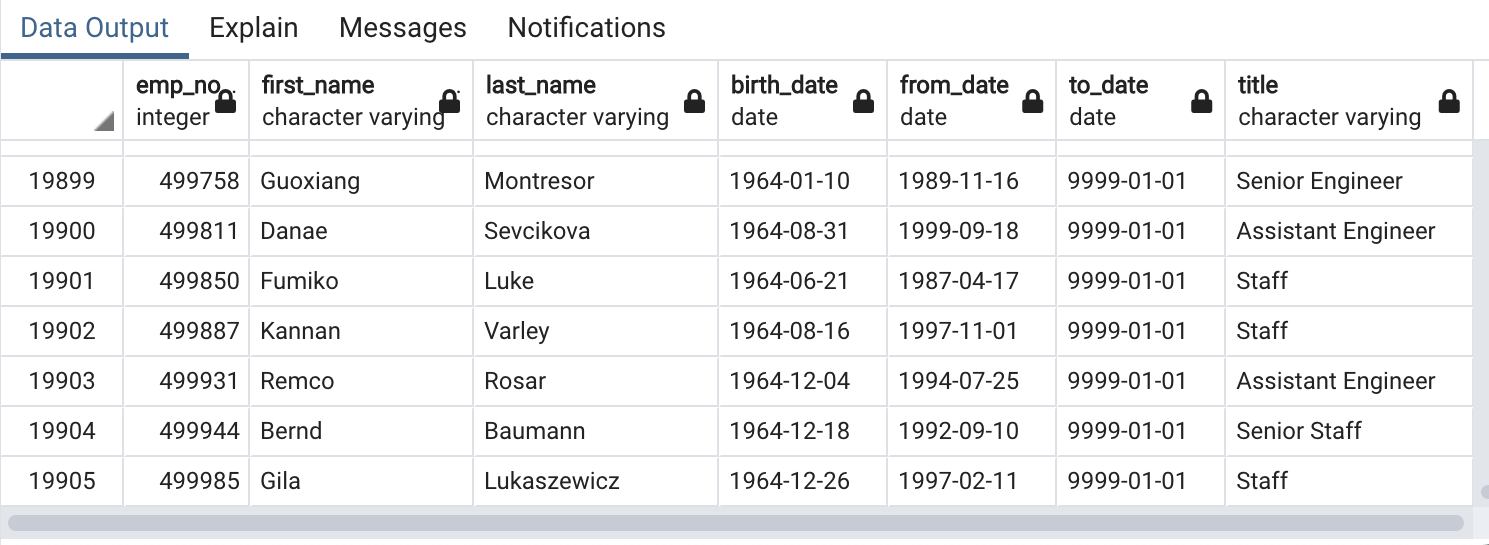 Data Output Explain Messages Notifications
emp_no first_name last_name birth_date from_date to_date title
integer character varying character varying date date date character varying
19899 499758 Guoxiang Montresor 1964-01-10 1989-11-16 9999-01-01 Senior Engineer
19900 499811 Danae Sevcikova 1964-08-31 1999-09-18 9999-01-01 Assistant Engineer
19901 499850 Fumiko Luke 1964-06-21 1987-04-17 9999-01-01 Staff
19902 499887 Kannan Varley 1964-08-16 1997-11-01 9999-01-01 Staff
19903 499931 Remco Rosar 1964-12-04 1994-07-25 9999-01-01 Assistant Engineer
19904 499944 Bernd Baumann 1964-12-18 1992-09-10 9999-01-01 Senior Staff
19905 499985 Gila Lukaszewicz 1964-12-26 1997-02-11 9999-01-01 Staff